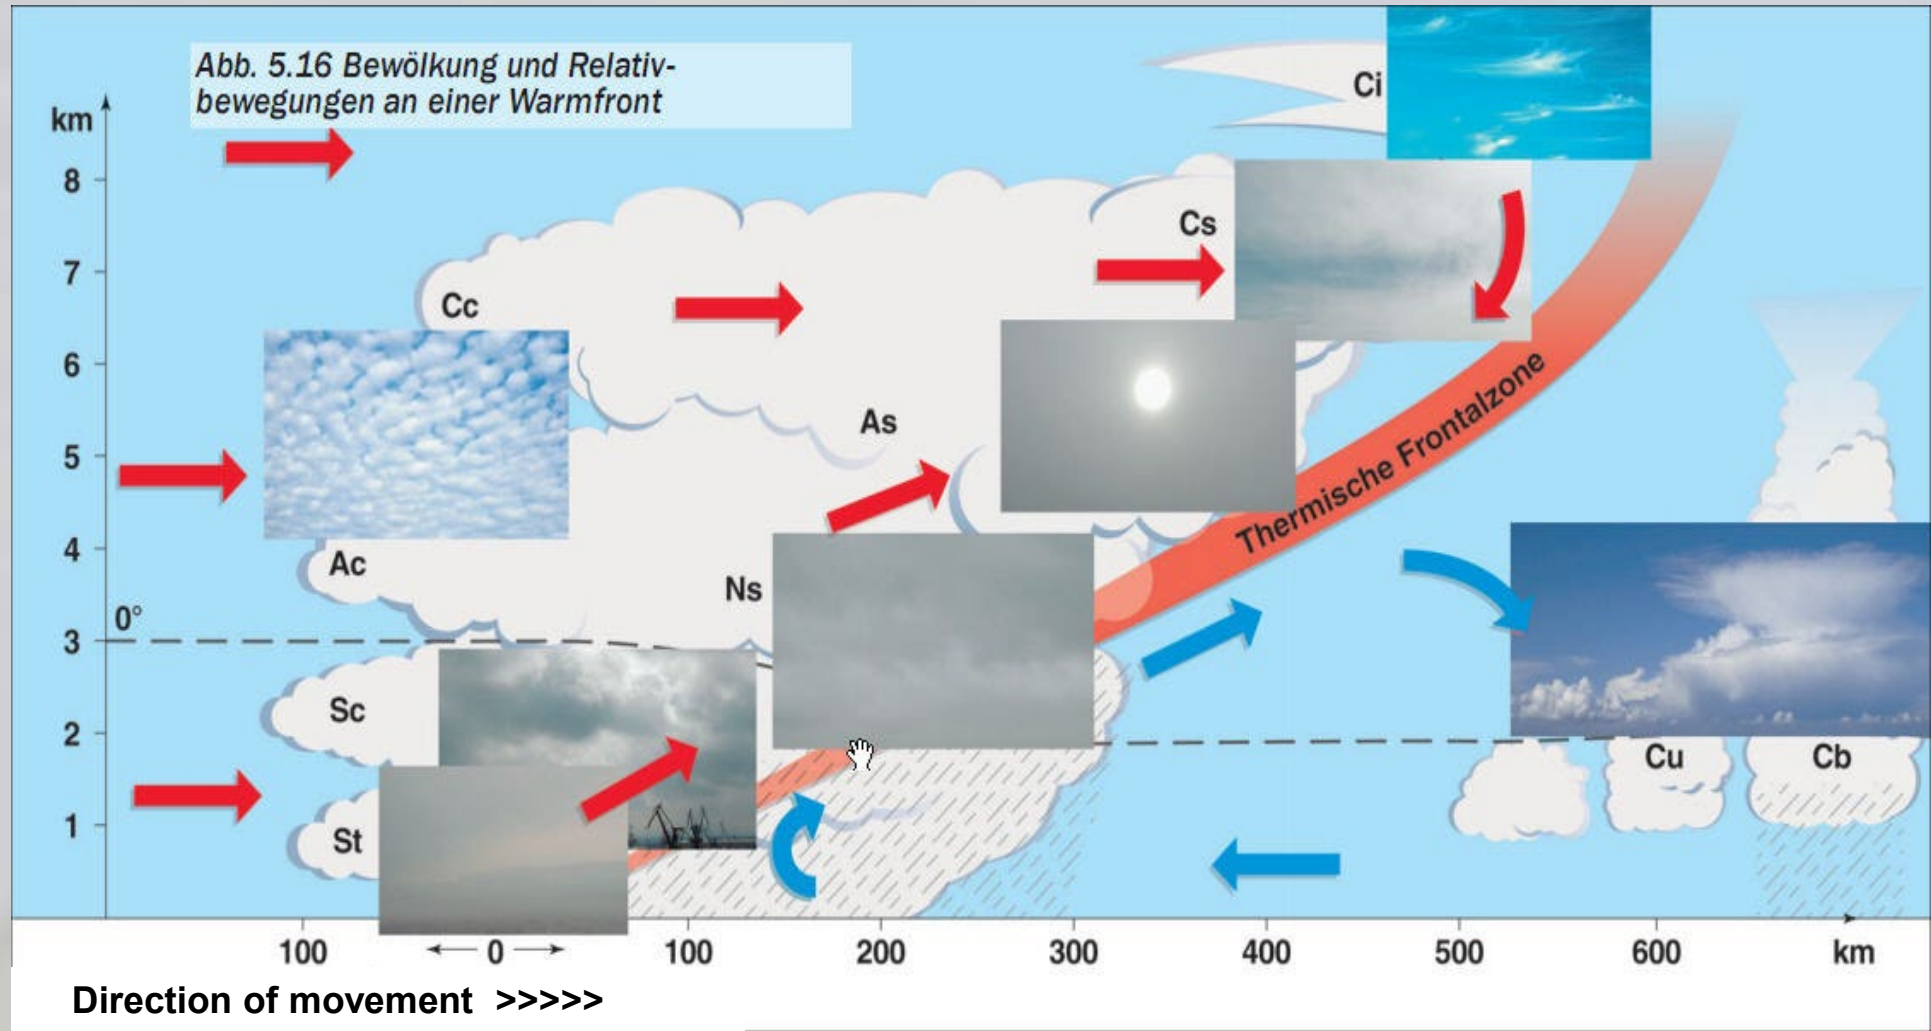 Abb. 5.16 Bewölkung und Relativ-
bewegungen an einer Warmfront
km
8
7
6
5
4
3
2
1
0°
Ci
Cs
Cc
As
Ac
Ns
Sc
St
Thermische Frontalzone
Cu
Cb
100
0
100
200
300
400
500
600
km
Direction of movement >>>>>